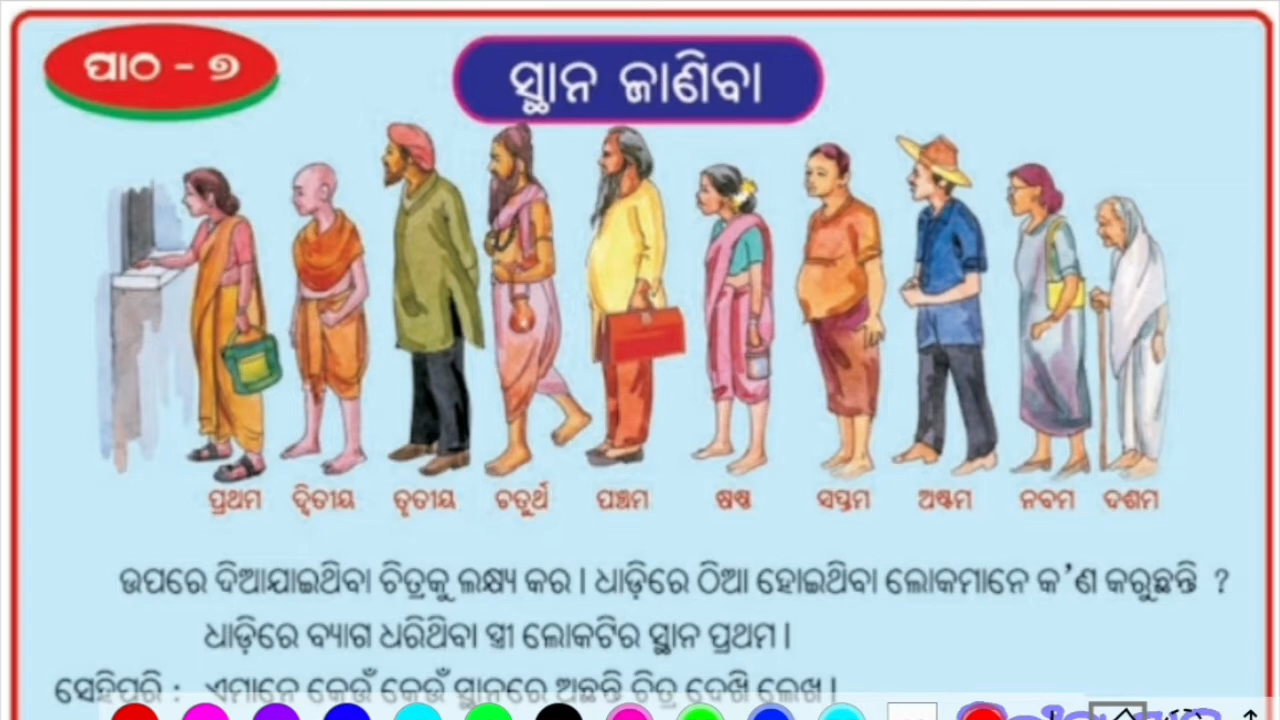 ପାଠ - ୭
ସ୍ଥାନ ଜାଣିବା
ପ୍ରଥମ ଦ୍ଵିତୀୟ ତୃତୀୟ ଚତୁର୍ଥ ପଞ୍ଚମ ଷଷ୍ଠ ସପ୍ତମ ଅଷ୍ଟମ ନବମ ଦଶମ
ଉପରେ ଦିଆଯାଇଥିବା ଚିତ୍ରକୁ ଲକ୍ଷ୍ୟ କର । ଧାଡ଼ିରେ ଠିଆ ହୋଇଥିବା ଲୋକମାନେ କ’ଣ କରୁଛନ୍ତି ?
ଧାଡ଼ିରେ ବ୍ୟାଗ ଧରିଥିବା ସ୍ତ୍ରୀ ଲୋକଟିର ସ୍ଥାନ ପ୍ରଥମ ।
ସେହିପରି : ଏମାନେ କେଉଁ କେଉଁ ସ୍ଥାନରେ ଅଛନ୍ତି ଚିତ୍ର ଦେଖି ଲେଖ ।